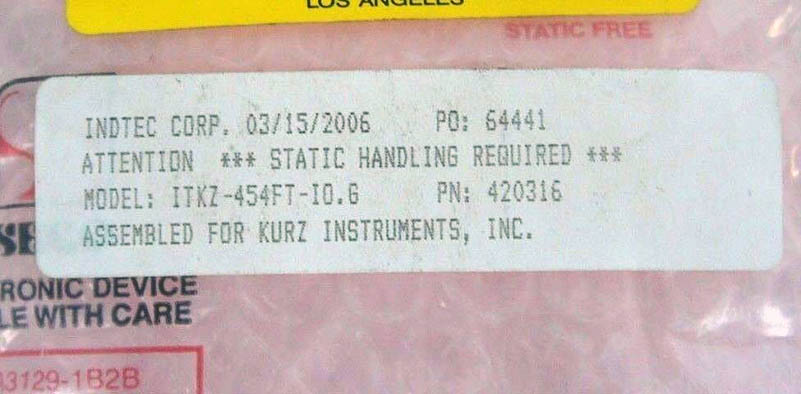 LOS ANGELES
STATIC FREE
INDTEC CORP. 03/15/2006 PO: 64441
ATTENTION *** STATIC HANDLING REQUIRED ***
MODEL: ITKZ-454FT-IO.G PN: 420316
ASSEMBLED FOR KURZ INSTRUMENTS, INC.
SE
RONIC DEVICE
LE WITH CARE
3129-1B2B